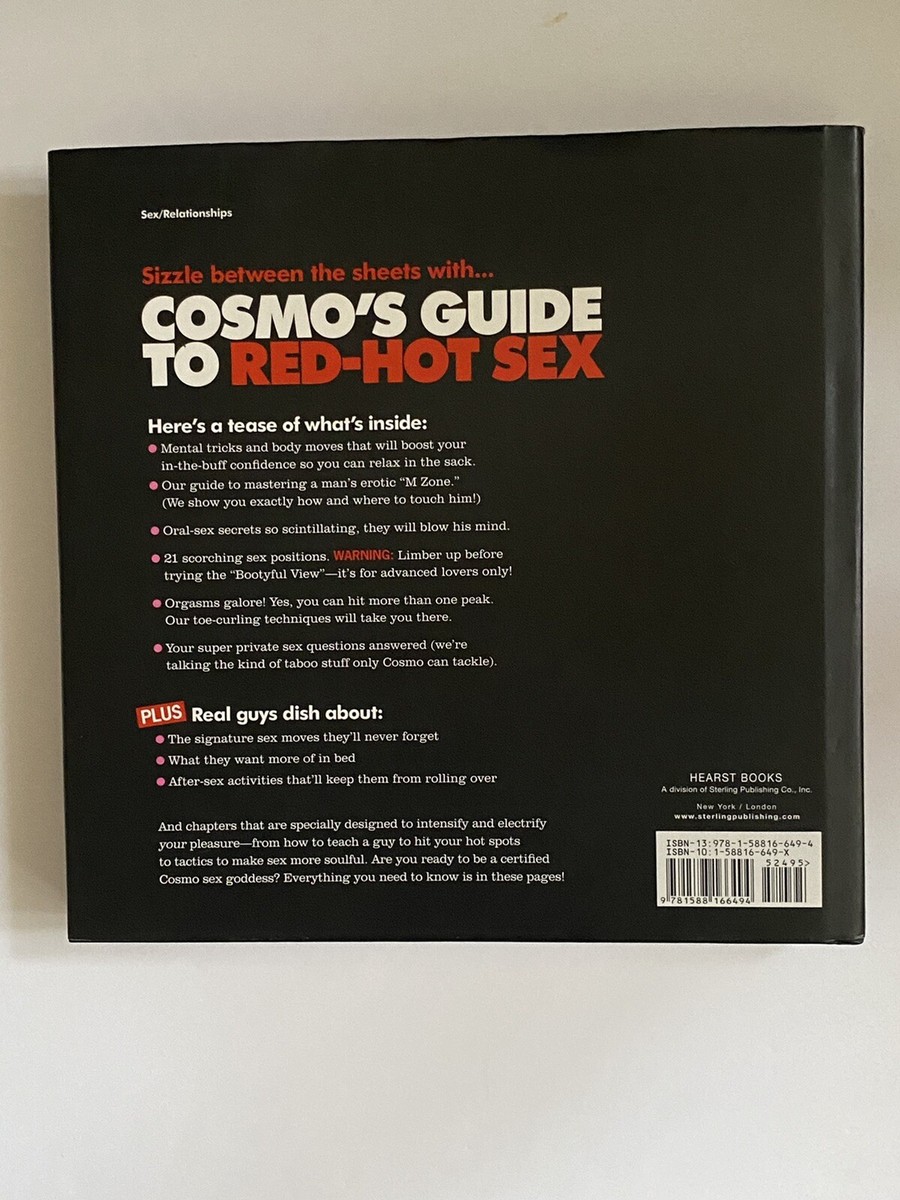 Sex/Relationships
Sizzle between the sheets with...
COSMO'S GUIDE
TO RED-HOT SEX
Here's a tease of what's inside:
● Mental tricks and body moves that will boost your
in-the-buff confidence so you can relax in the sack.
● Our guide to mastering a man's erotic “M Zone.”
(We show you exactly how and where to touch him!)
● Oral-sex secrets so scintillating, they will blow his mind.
● 21 scorching sex positions. WARNING: Limber up before
trying the “Bootyful View”—it's for advanced lovers only!
● Orgasms galore! Yes, you can hit more than one peak.
Our toe-curling techniques will take you there.
● Your super private sex questions answered (we're
talking the kind of taboo stuff only Cosmo can tackle).
PLUS Real guys dish about:
● The signature sex moves they'll never forget
● What they want more of in bed
● After-sex activities that'll keep them from rolling over
And chapters that are specially designed to intensify and electrify
your pleasure—from how to teach a guy to hit your hot spots
to tactics to make sex more soulful. Are you ready to be a certified
Cosmo sex goddess? Everything you need to know is in these pages!
HEARST BOOKS
A division of Sterling Publishing Co., Inc.
New York / London
www.sterlingpublishing.com
ISBN-13:978-1-58816-649-4
ISBN-10:1-58816-649-X
52495>
9 781588 166494